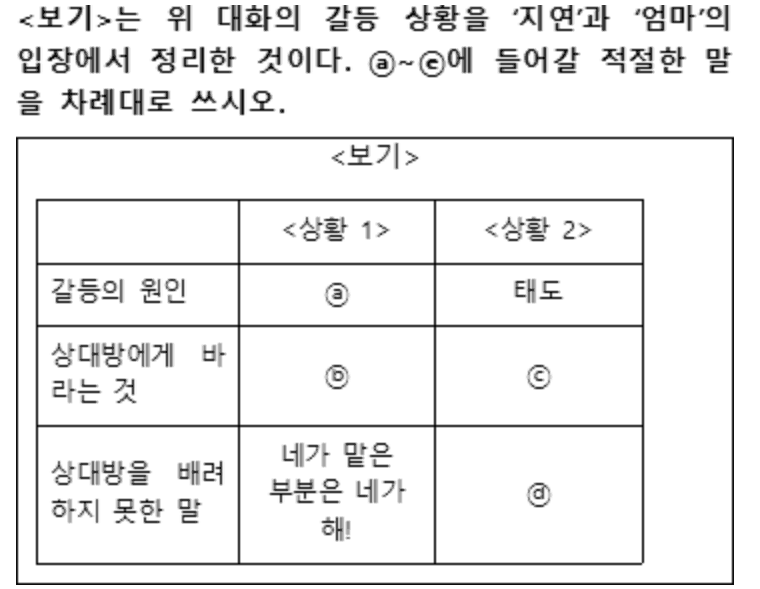 <보기>는 위 대화의 갈등 상황을 '지연'과 '엄마'의
입장에서 정리한 것이다. ⓐ~ⓔ에 들어갈 적절한 말
을 차례대로 쓰시오.
<보기>
<상황 1> <상황 2>
갈등의 원인 ⓐ 태도
상대방에게 바
라는 것 ⓑ ⓒ
상대방을 배려
하지 못한 말 네가 맡은
부분은 네가
해! ⓓ